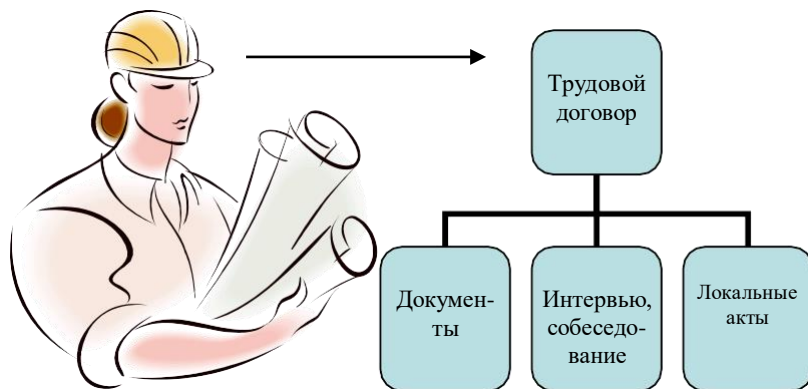 Трудовой
договор
Докумен-
ты
Интервью,
собеседо-
вание
Локальные
акты